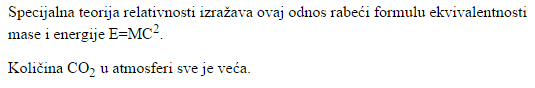 Specijalna teorija relativnosti izražava ovaj odnos rabeći formulu ekvivalentnosti
mase i energije E=MC².
Količina CO₂ u atmosferi sve je veća.